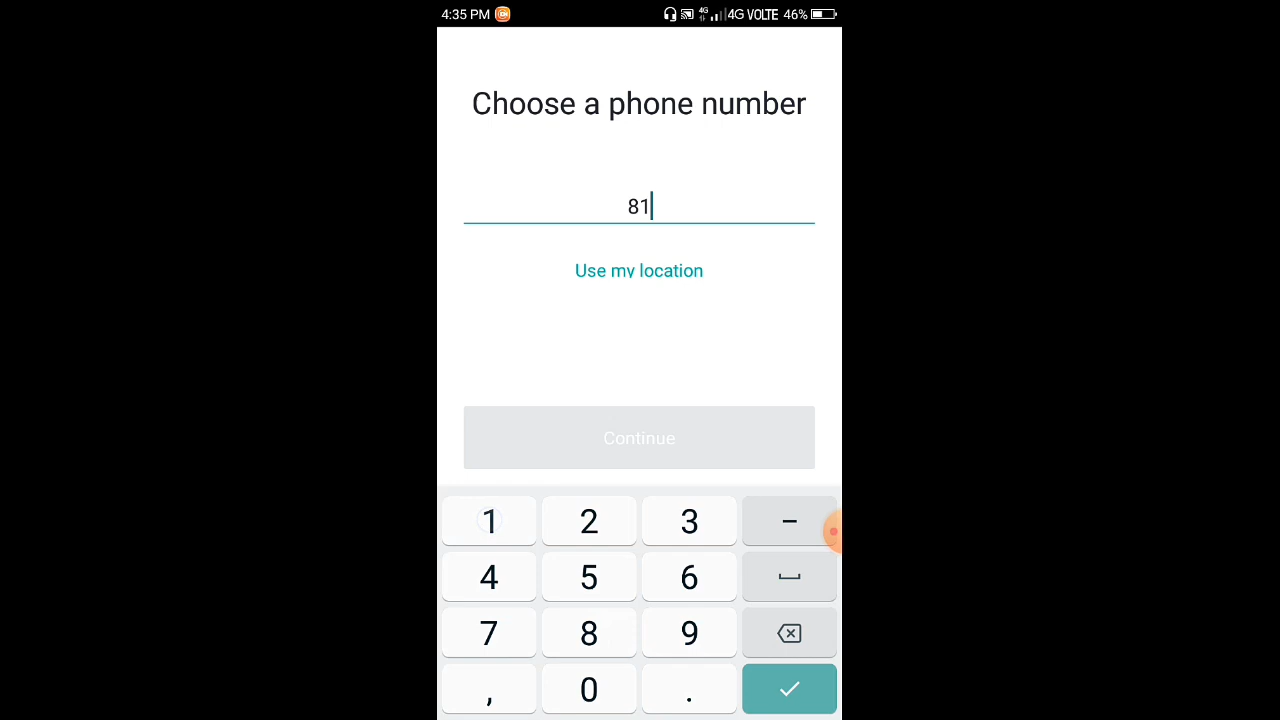 4:35 PM 4G 4G VOLTE 46%
Choose a phone number
81
Use my location
Continue
1 2 3 -
4 5 6
7 8 9
, 0 .